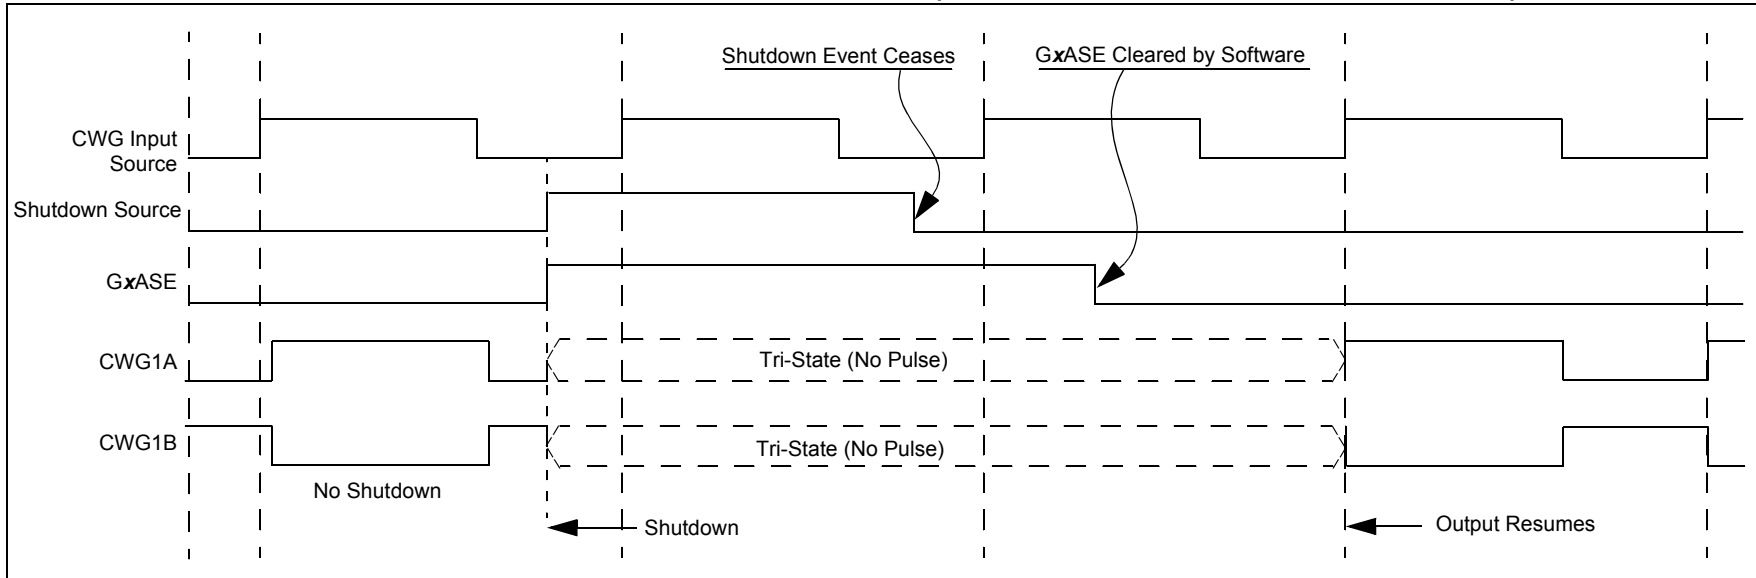 Shutdown Event Ceases
GxASE Cleared by Software
CWG Input
Source
Shutdown Source
GxASE
CWG1A
Tri-State (No Pulse)
CWG1B
Tri-State (No Pulse)
No Shutdown
Shutdown
Output Resumes